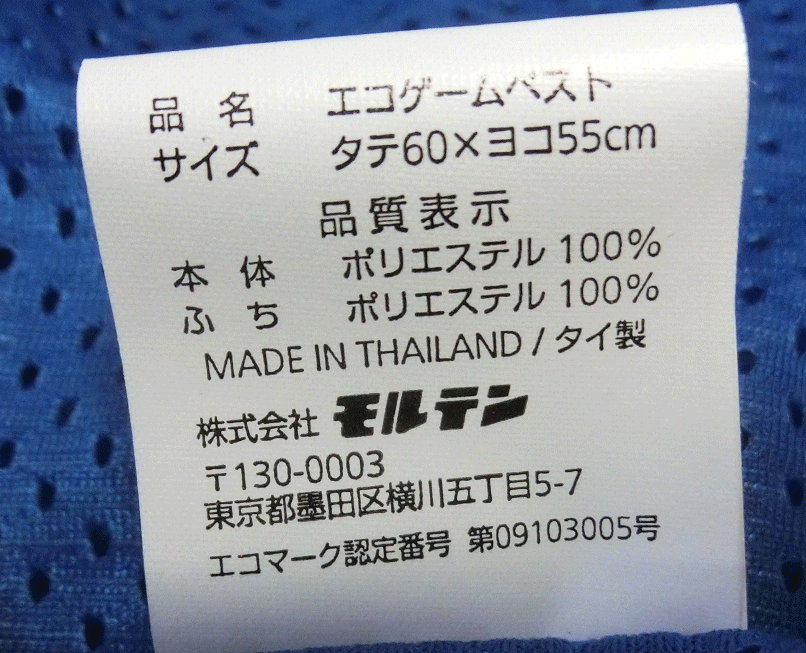 品 名 エコゲームベスト
サイズ タテ60×ヨコ55cm
品質表示
本 体 ポリエステル 100%
ふ ち ポリエステル 100%
MADE IN THAILAND / タイ製
株式会社 モルテン
〒130-0003
東京都墨田区横川五丁目5-7
エコマーク認定番号 第09103005号